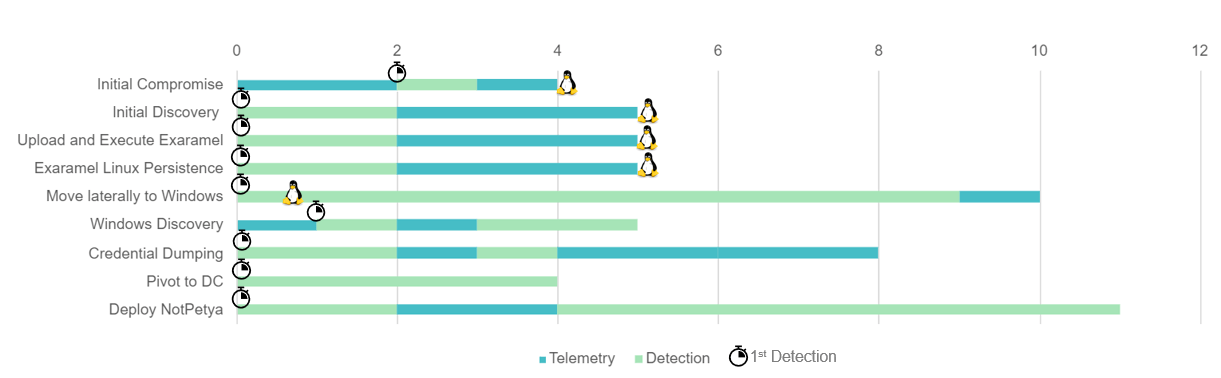 0 2 4 6 8 10 12
Initial Compromise
Initial Discovery
Upload and Execute Exaramel
Exaramel Linux Persistence
Move laterally to Windows
Windows Discovery
Credential Dumping
Pivot to DC
Deploy NotPetya
Telemetry Detection 1st Detection